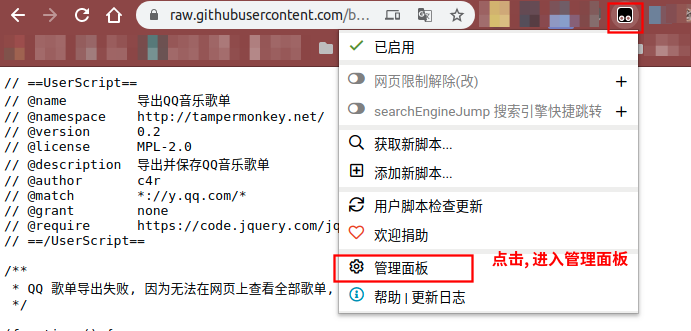 raw.githubusercontent.com/b...
// ==UserScript==
// @name 导出QQ音乐歌单
// @namespace http://tampermonkey.net/
// @version 0.2
// @license MPL-2.0
// @description 导出并保存QQ音乐歌单
// @author c4r
// @match *://y.qq.com/*
// @grant none
// @require https://code.jquery.com/jq
// ==/UserScript==
/**
* QQ 歌单导出失败, 因为无法在网页上查看全部歌单,
*/
已启用
网页限制解除(改) +
searchEngineJump 搜索引擎快捷跳转 +
获取新脚本...
添加新脚本...
用户脚本检查更新
欢迎捐助
管理面板
点击, 进入管理面板
帮助 | 更新日志